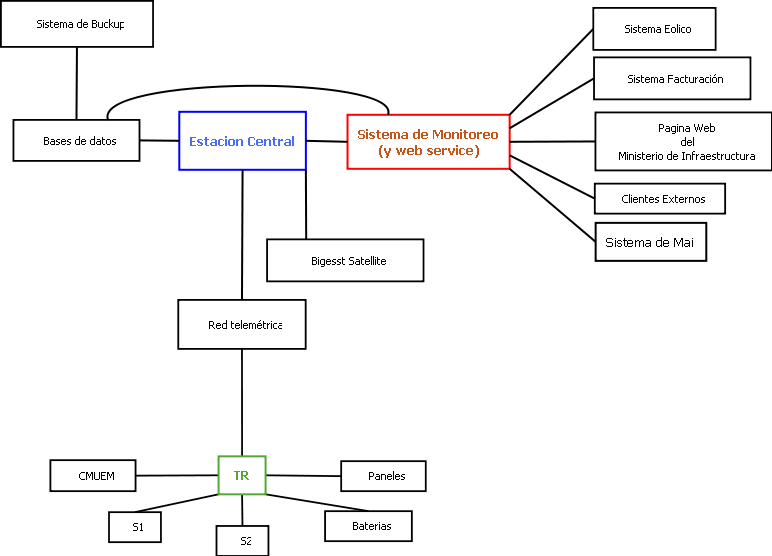 Sistema de Buckup
Sistema Eolico
Sistema Facturación
Bases de datos
Estacion Central
Sistema de Monitoreo
(y web service)
Pagina Web
del
Ministerio de Infraestructura
Clientes Externos
Sistema de Mai
Bigesst Satellite
Red telemétrica
CMUEM
TR
Paneles
S1
S2
Baterias